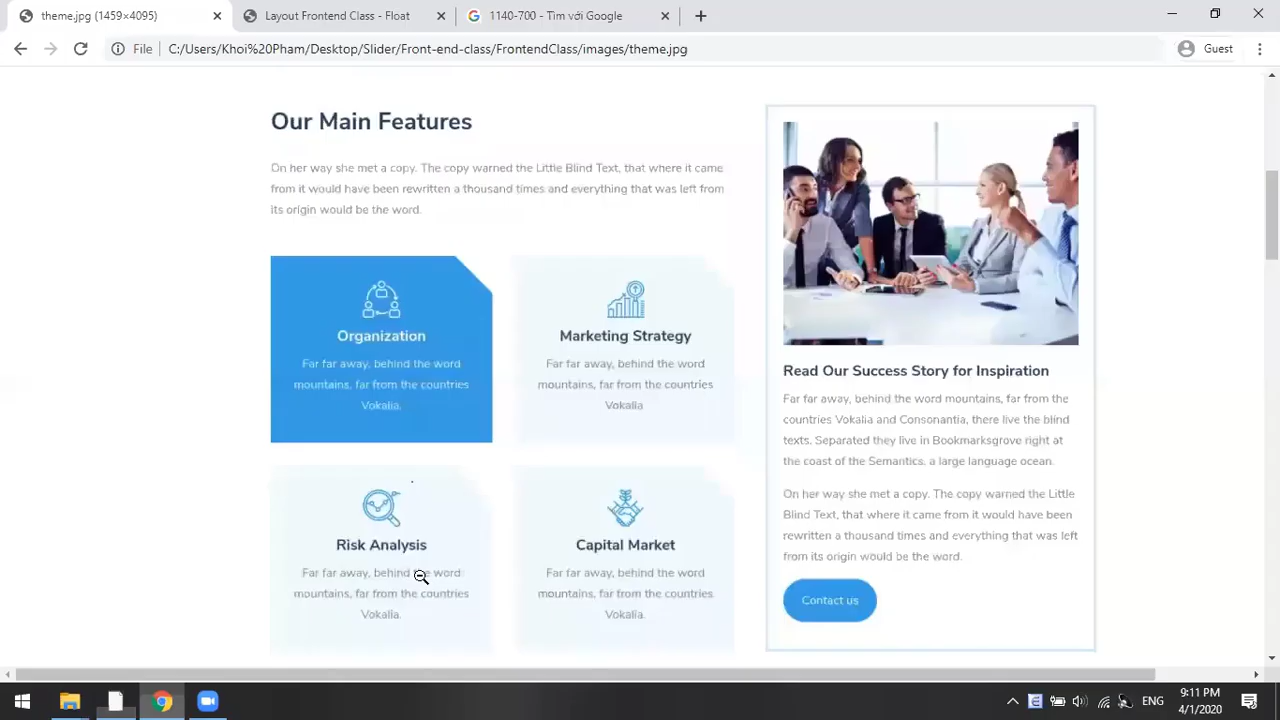 theme.jpg (1459×4095)
Layout Frontend Class - Float
1140-700 - Tìm với Google
File
C:/Users/Khoi%20Pham/Desktop/Slider/Front-end-class/FrontendClass/images/theme.jpg
Guest
Our Main Features
On her way she met a copy. The copy warned the Little Blind Text, that where it came
from it would have been rewritten a thousand times and everything that was left from
its origin would be the word.
Organization
Far far away, behind the word
mountains, far from the countries
Vokalia.
Marketing Strategy
Far far away, behind the word
mountains, far from the countries
Vokalia
Risk Analysis
Far far away, behind the word
mountains, far from the countries
Vokalia.
Capital Market
Far far away, behind the word
mountains, far from the countries
Vokalia.
Read Our Success Story for Inspiration
Far far away, behind the word mountains, far from the
countries Vokalia and Consonantia, there live the blind
texts. Separated they live in Bookmarksgrove right at
the coast of the Semantics, a large language ocean.
On her way she met a copy. The copy warned the Little
Blind Text, that where it came from it would have been
rewritten a thousand times and everything that was left
from its origin would be the word.
Contact us
ENG
9:11 PM
4/1/2020